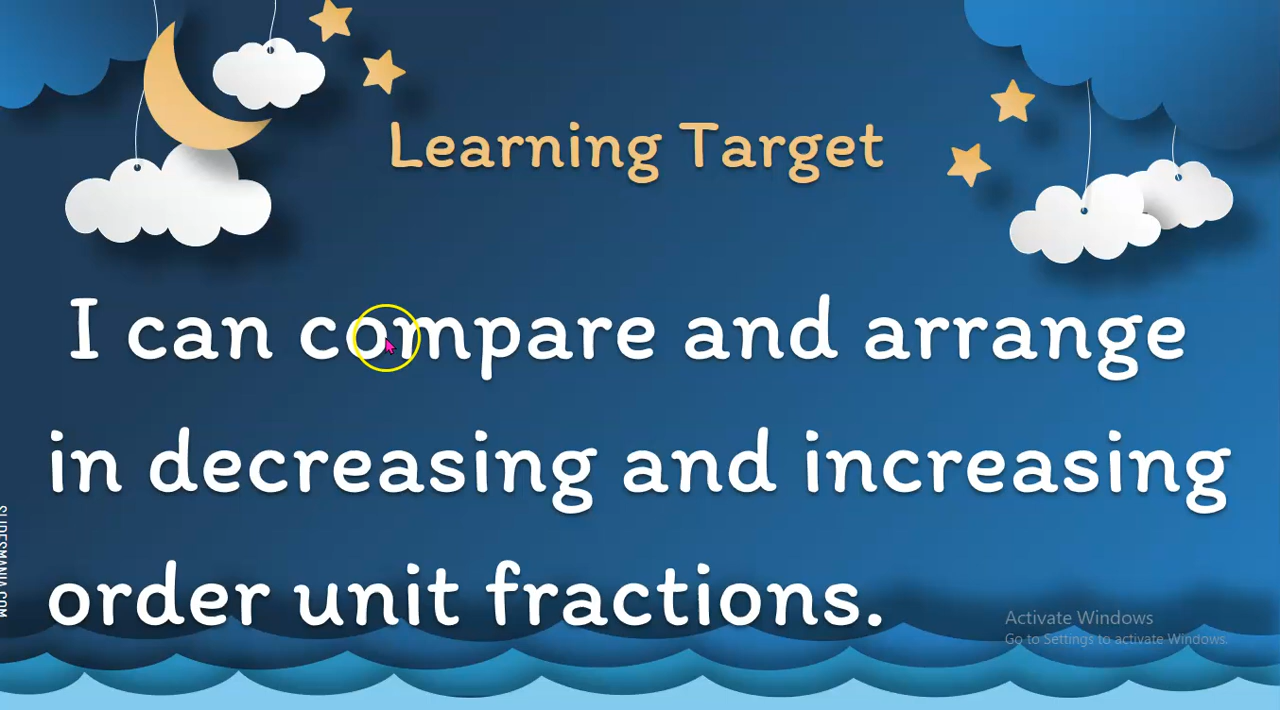 Learning Target
I can compare and arrange
in decreasing and increasing
order unit fractions.
SLIDESMANIA.COM
Activate Windows
Go to Settings to activate Windows.